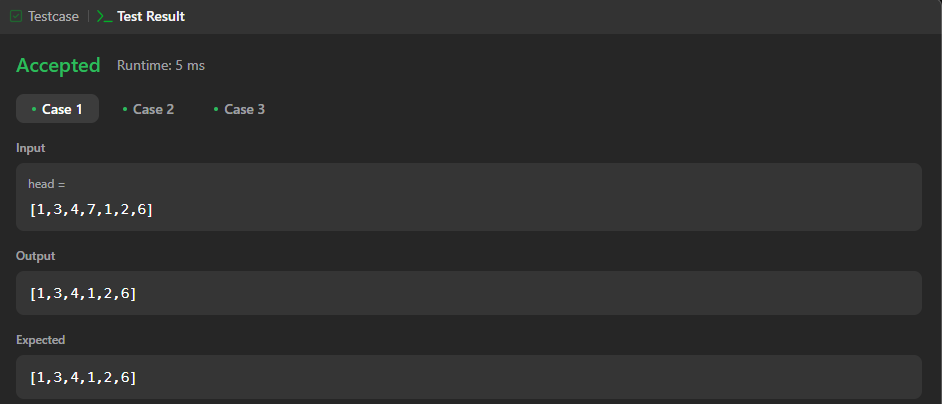 Testcase >_ Test Result
Accepted Runtime: 5 ms
• Case 1 • Case 2 • Case 3
Input
head =
[1,3,4,7,1,2,6]
Output
[1,3,4,1,2,6]
Expected
[1,3,4,1,2,6]